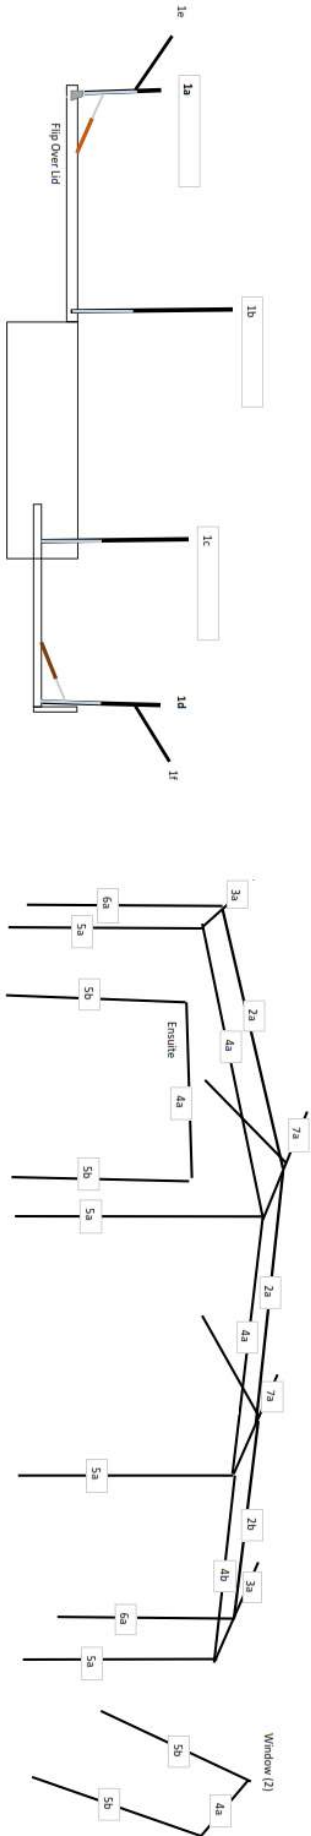 1e
1a
1b
1c
1d
1f
Flip Over Lid
3a
6a
5a
2a
4a
5b
Ensuite
4a
5b
5a
7a
2a
4a
7a
5a
2b
4b
3a
6a
5a
Window (2)
5b
4a
5b